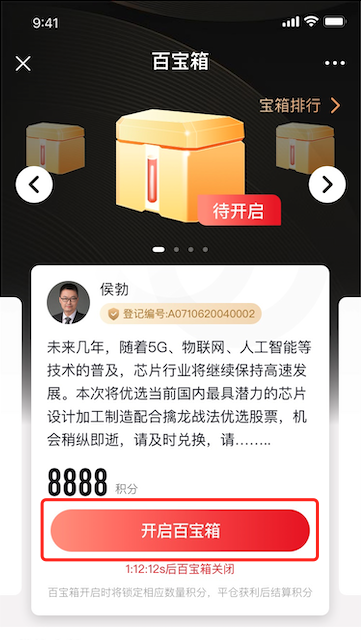 9:41
百宝箱
宝箱排行
待开启
侯勃
登记编号:A0710620040002
未来几年，随着5G、物联网、人工智能等
技术的普及，芯片行业将继续保持高速发
展。本次将优选当前国内最具潜力的芯片
设计加工制造配合擒龙战法优选股票，机
会稍纵即逝，请及时兑换，请……..
8888 积分
开启百宝箱
1:12:12s后百宝箱关闭
百宝箱开启时将锁定相应数量积分，平仓获利后结算积分